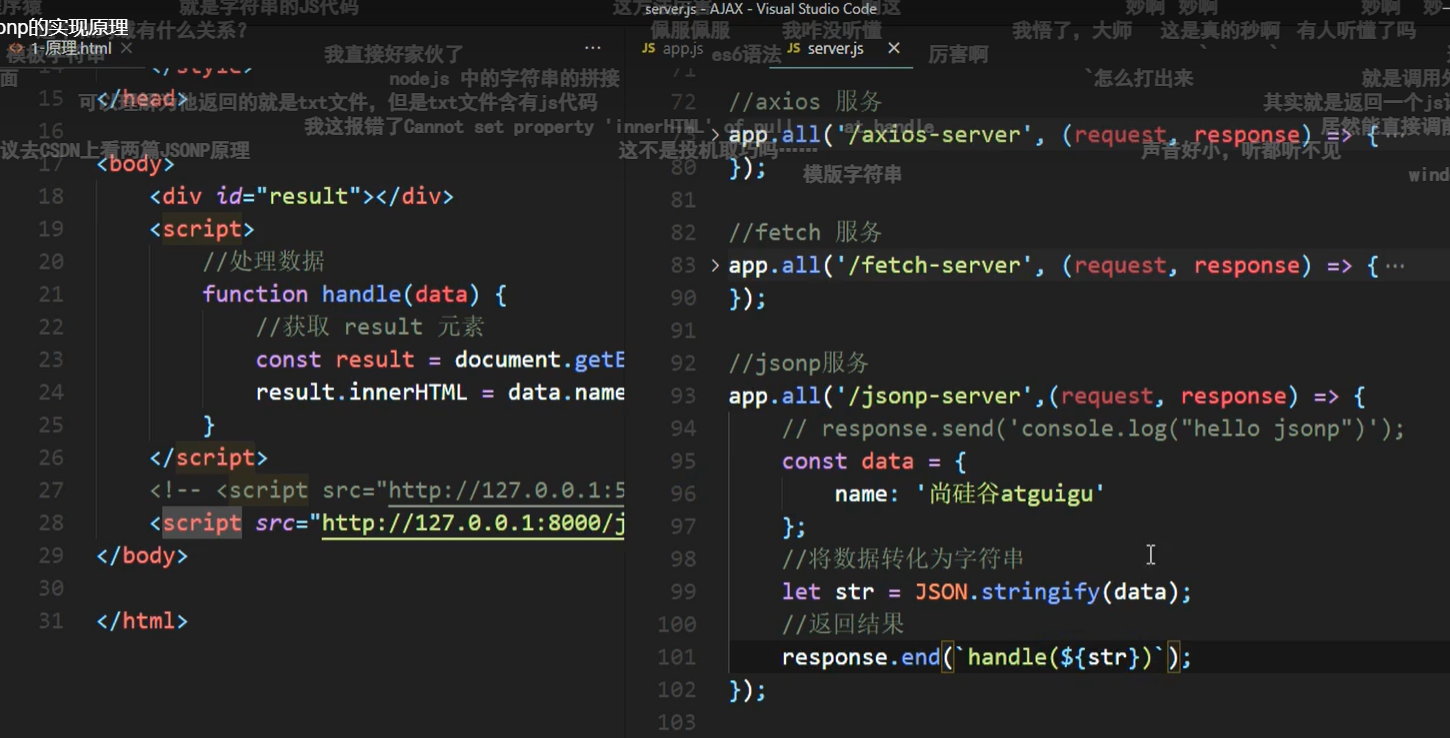 就是字符串的JS代码
server.js - AJAX - Visual Studio Code
妙啊 妙啊
妙啊
onp的实现原理
佩服佩服
我咋没听懂
我悟了，大师
这是真的秒啊
有人听懂了吗
1-原理.html
模板字符串
我直接好家伙了
...
JS app.js
es6语法
JS server.js
厉害啊
面
nodejs 中的字符串的拼接
`怎么打出来
可以理解为他返回的就是txt文件，但是txt文件含有js代码
其实就是返回一个js
我这报错了Cannot set property 'innerHTML' of null at handle
居然能直接调
议去CSDN上看两篇JSONP原理
这不是投机取巧吗……
声音好小，听都听不见
模版字符串
wind
14 </style>
15 </head>
16
17 <body>
18 <div id="result"></div>
19 <script>
20 //处理数据
21 function handle(data) {
22 //获取 result 元素
23 const result = document.getE
24 result.innerHTML = data.name
25 }
26 </script>
27 <!-- <script src="http://127.0.0.1:5
28 <script src="http://127.0.0.1:8000/j
29 </body>
30
31 </html>
71
72 //axios 服务
app.all('/axios-server', (request, response) => {
80 });
81
82 //fetch 服务
83 app.all('/fetch-server', (request, response) => {...
90 });
91
92 //jsonp服务
93 app.all('/jsonp-server',(request, response) => {
94 // response.send('console.log("hello jsonp")');
95 const data = {
96 name: '尚硅谷atguigu'
97 };
98 //将数据转化为字符串
99 let str = JSON.stringify(data);
100 //返回结果
101 response.end(`handle(${str})`);
102 });
103